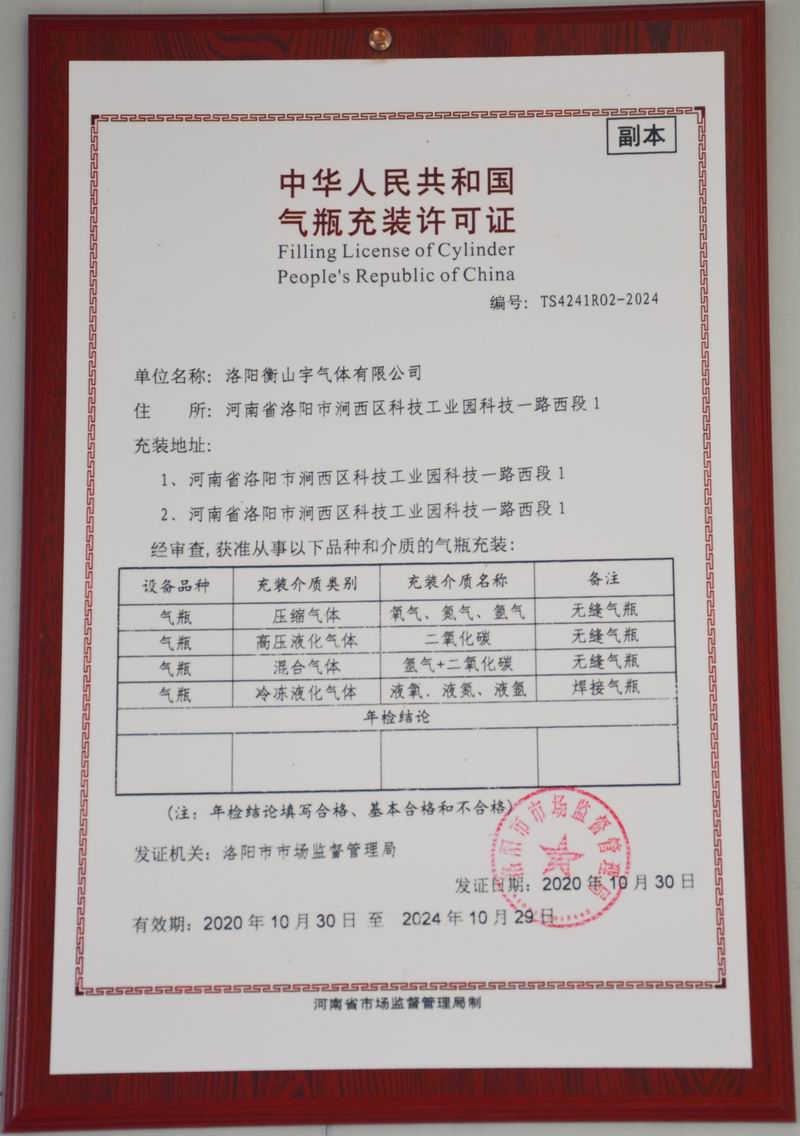 副本
中华人民共和国
气瓶充装许可证
Filling License of Cylinder
People's Republic of China
编号: TS4241R02-2024
单位名称: 洛阳衡山宇气体有限公司
住 所: 河南省洛阳市涧西区科技工业园科技一路西段1
充装地址:
1、河南省洛阳市涧西区科技工业园科技一路西段1
2、河南省洛阳市涧西区科技工业园科技一路西段1
经审查,获准从事以下品种和介质的气瓶充装:
设备品种 充装介质类别 充装介质名称 备注
气瓶 压缩气体 氧气、氮气、氩气 无缝气瓶
气瓶 高压液化气体 二氧化碳 无缝气瓶
气瓶 混合气体 氩气+二氧化碳 无缝气瓶
气瓶 冷冻液化气体 液氧、液氮、液氩 焊接气瓶
年检结论
(注: 年检结论填写合格、基本合格和不合格)
洛阳市市场监督管理局
发证机关: 洛阳市市场监督管理局
发证日期: 2020年10月30日
有效期: 2020年10月30日 至 2024年10月29日
河南省市场监督管理局制